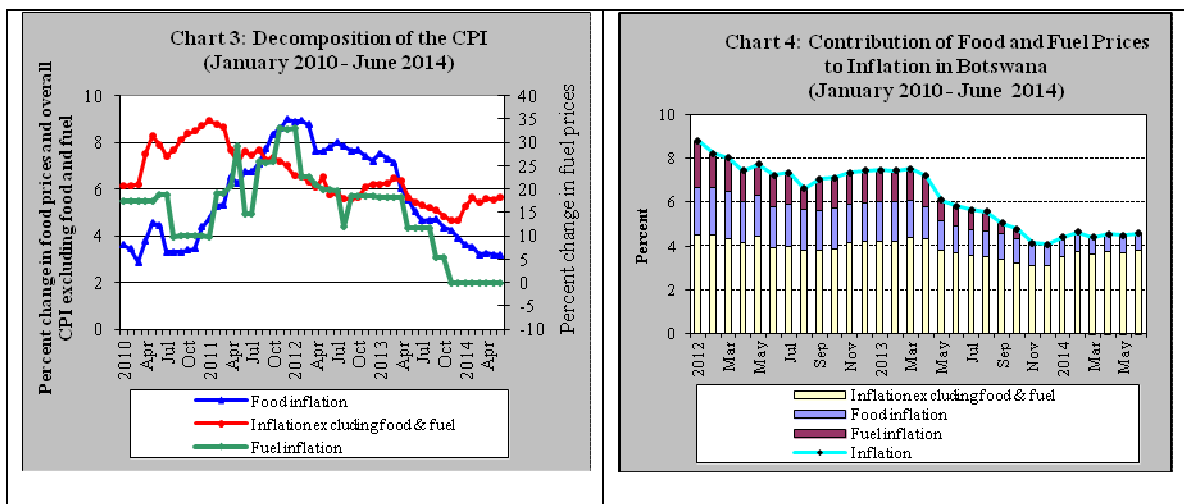 Chart 3: Decomposition of the CPI
(January 2010 - June 2014)
Percent change in food prices and overall
CPI excluding food and fuel
10
8
6
4
2
0
40
35
30
25
20
15
10
5
0
-5
-10
Percent change in fuel prices
2010
Apr
Jul
Oct
2011
Apr
Jul
Oct
2012
Apr
Jul
Oct
2013
Apr
Jul
Oct
2014
Apr
Food inflation
Inflation excluding food & fuel
Fuel inflation
Chart 4: Contribution of Food and Fuel Prices
to Inflation in Botswana
(January 2010 - June 2014)
Percent
10
8
6
4
2
0
2012
Mar
May
Jul
Sep
Nov
2013
Mar
May
Jul
Sep
Nov
2014
Mar
May
Inflation excluding food & fuel
Food inflation
Fuel inflation
Inflation